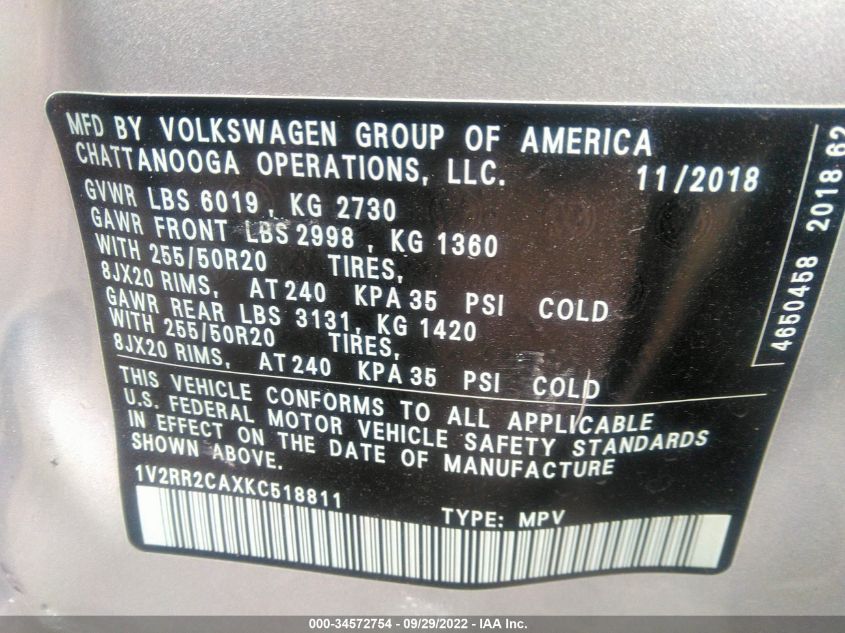 MFD BY VOLKSWAGEN GROUP OF AMERICA
CHATTANOOGA OPERATIONS, LLC. 11/2018
GVWR LBS 6019, KG 2730
GAWR FRONT LBS 2998, KG 1360
WITH 255/50R20 TIRES,
8JX20 RIMS, AT 240 KPA 35 PSI COLD
GAWR REAR LBS 3131, KG 1420
WITH 255/50R20 TIRES,
8JX20 RIMS, AT 240 KPA 35 PSI COLD
THIS VEHICLE CONFORMS TO ALL APPLICABLE
U.S. FEDERAL MOTOR VEHICLE SAFETY STANDARDS
IN EFFECT ON THE DATE OF MANUFACTURE
SHOWN ABOVE.
1V2RR2CAXKC518811 TYPE: MPV
4650458 2018 62
000-34572754 - 09/29/2022 - IAA Inc.